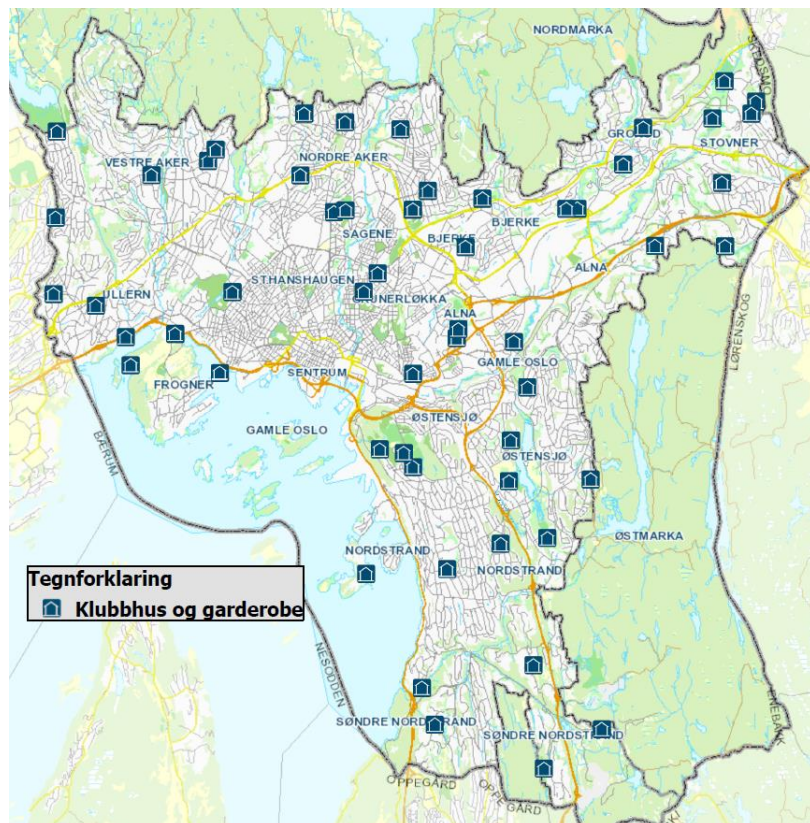 NORDMARKA
SKEDSMO
GRORUD
STOVNER
VESTRE AKER
NORDRE AKER
SAGENE
BJERKE
BJERKE
ALNA
STHANSHAUGEN
ULLERN
GRÜNERLØKKA
ALNA
LØRENSKOG
GAMLE OSLO
SENTRUM
FROGNER
ØSTENSJØ
GAMLE OSLO
BÆRUM
ØSTENSJØ
ØSTMARKA
NORDSTRAND
Tegnforklaring
NORDSTRAND
Klubbhus og garderobe
NESODDEN
ENEBAKK
SØNDRE NORDSTRAND
SØNDRE NORDSTRAND
OPPEGÅRD
OPPEGÅRD